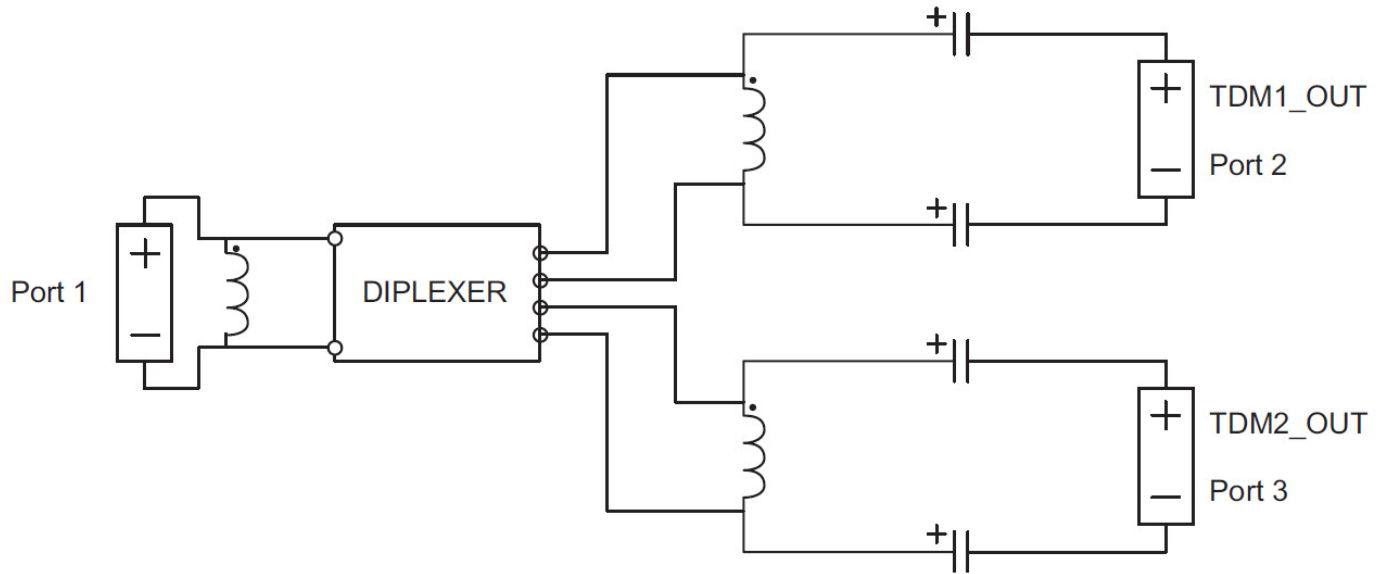 TDM1_OUT
Port 2
Port 1
DIPLEXER
TDM2_OUT
Port 3